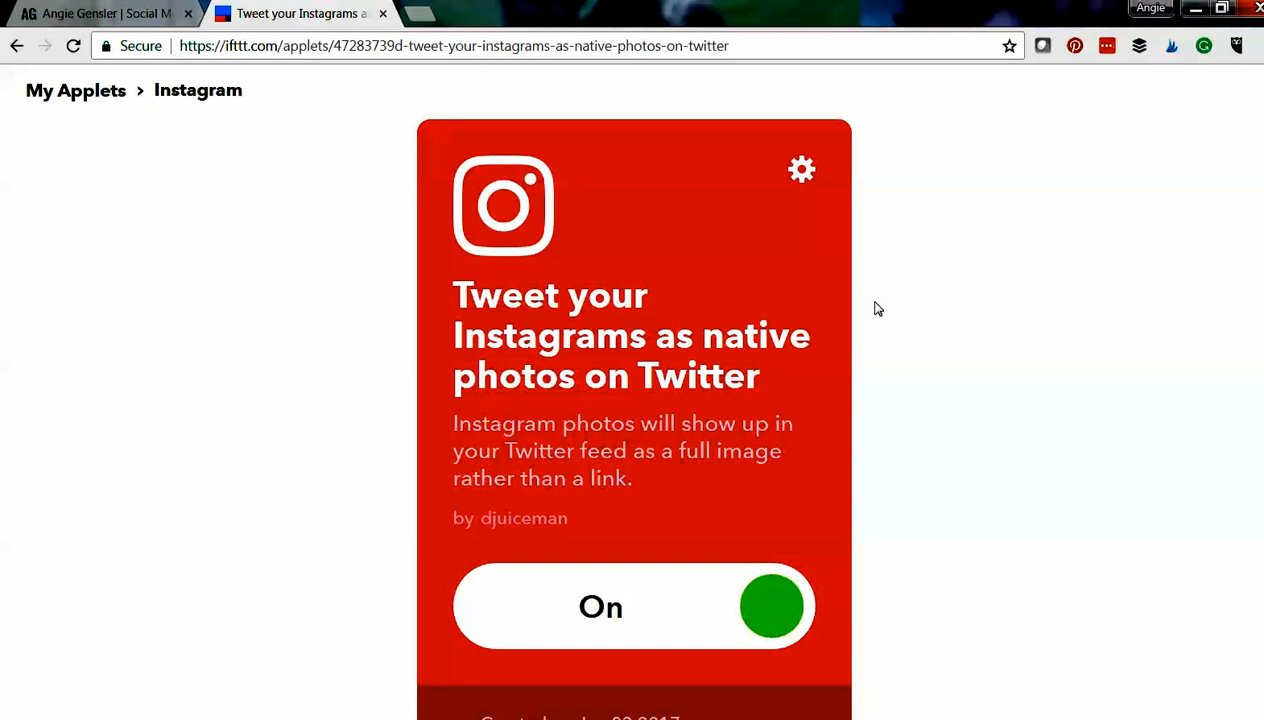 AG Angie Gensler | Social M
Tweet your Instagrams a
Angie
Secure
https://ifttt.com/applets/47283739d-tweet-your-instagrams-as-native-photos-on-twitter
My Applets › Instagram
Tweet your
Instagrams as native
photos on Twitter
Instagram photos will show up in
your Twitter feed as a full image
rather than a link.
by djuiceman
On